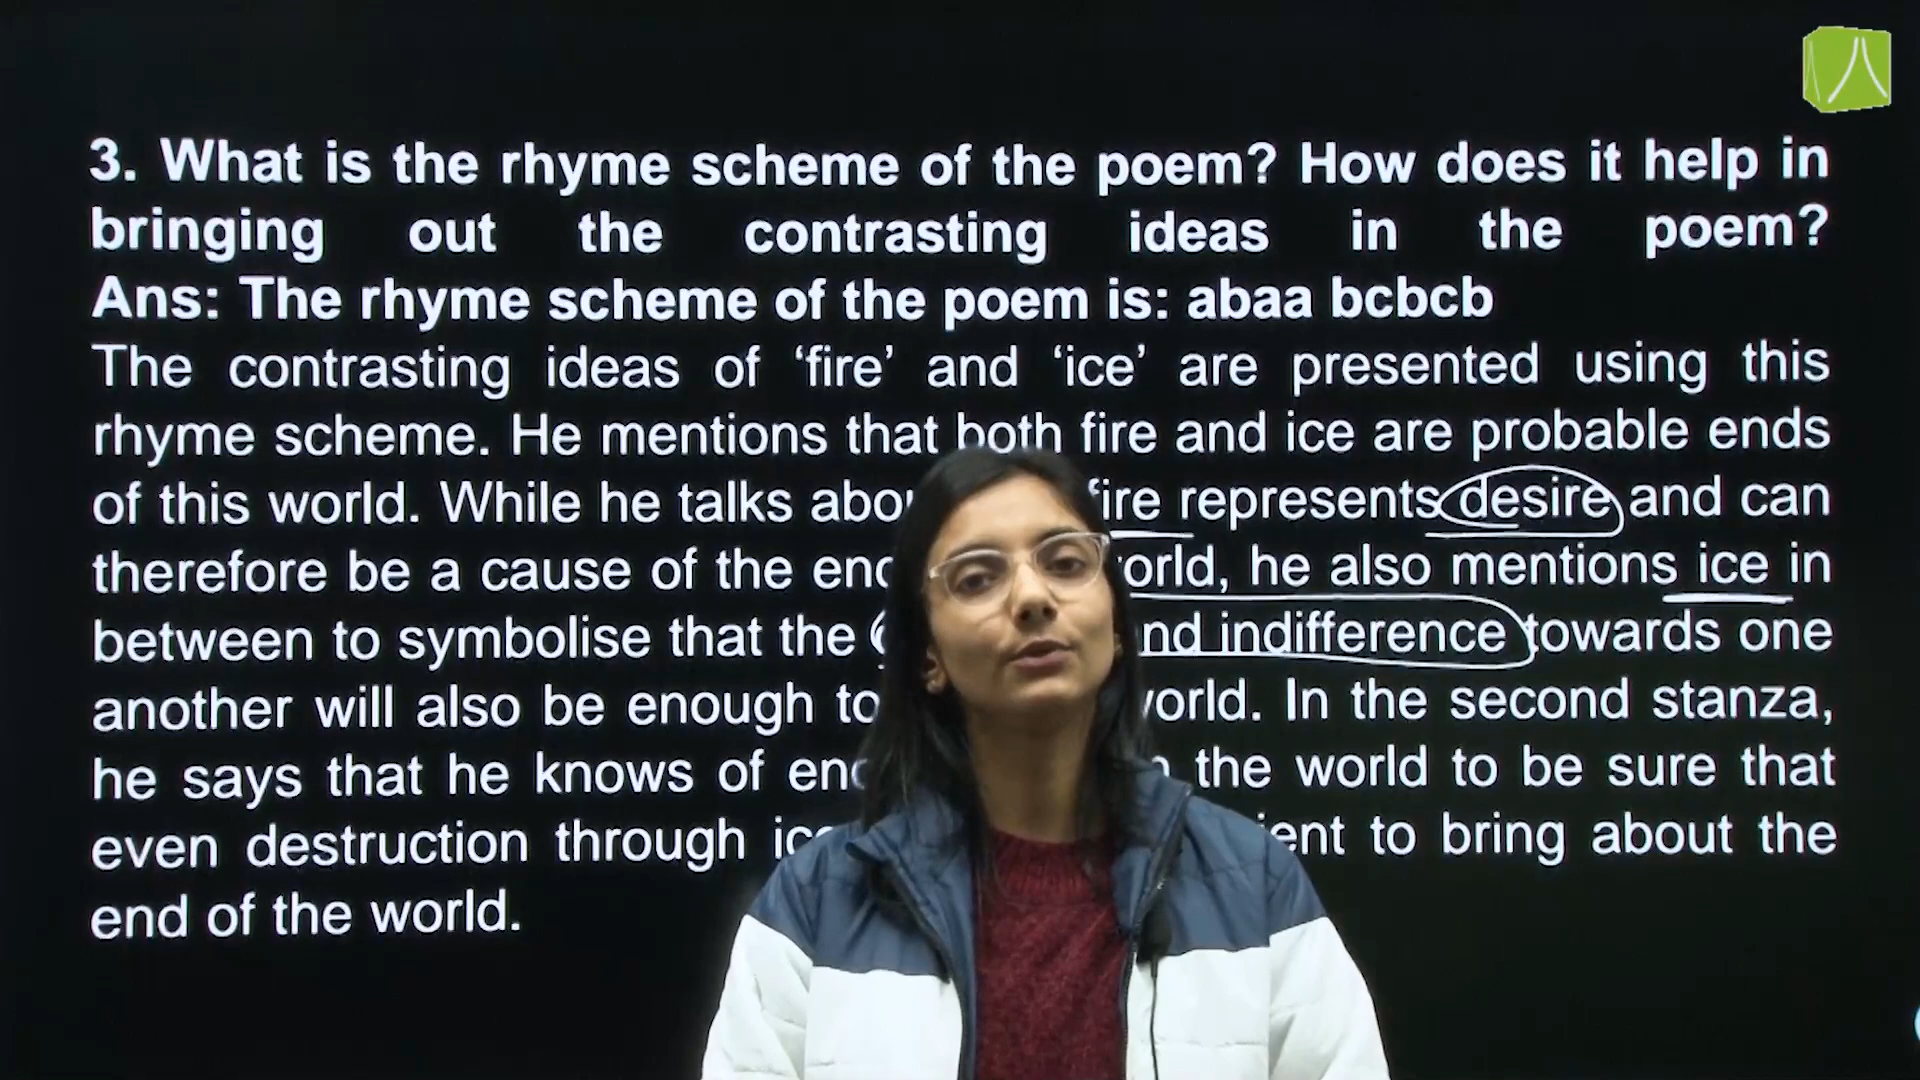 3. What is the rhyme scheme of the poem? How does it help in
bringing out the contrasting ideas in the poem?
Ans: The rhyme scheme of the poem is: abaa bcbcb
The contrasting ideas of ‘fire’ and ‘ice’ are presented using this
rhyme scheme. He mentions that both fire and ice are probable ends
of this world. While he talks fire represents desire and can
therefore be a cause of the he also mentions ice in
between to symbolise that the indifference towards one
another will also be enough to In the second stanza,
he says that he knows of the world to be sure that
even destruction through to bring about the
end of the world.